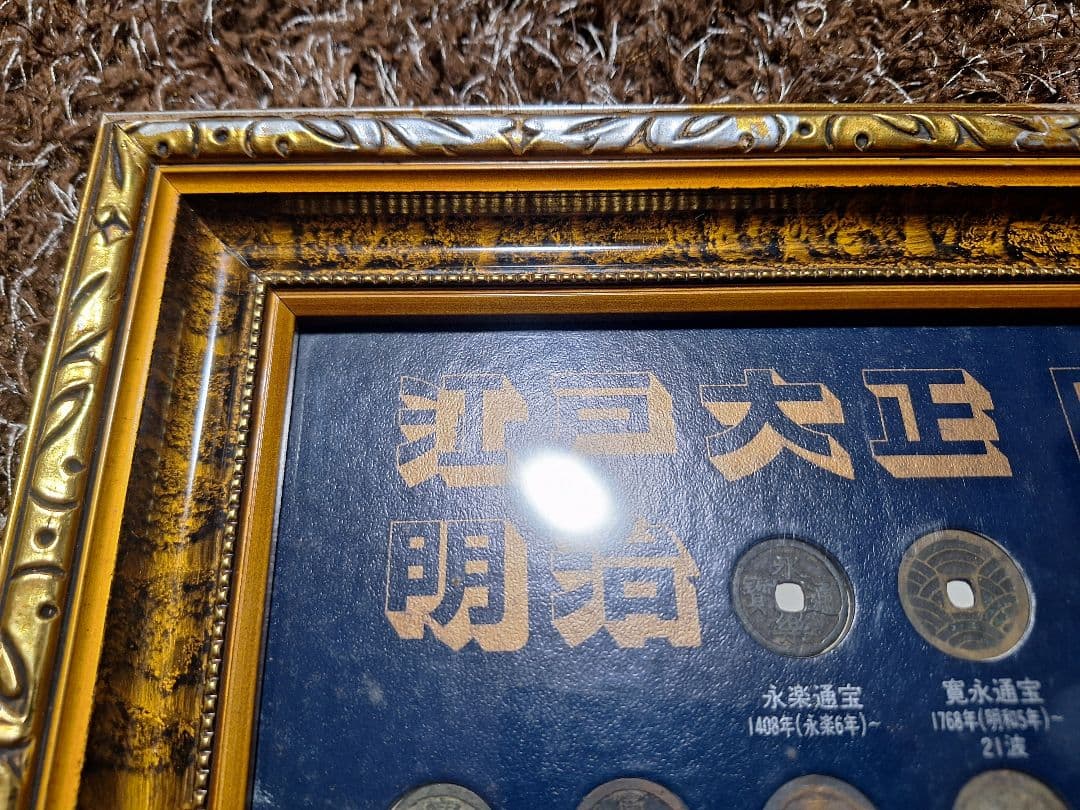 江戸大正
明治
永楽通宝
1408年(永楽6年)~
寛永通宝
1768年(明和5年)~
21波